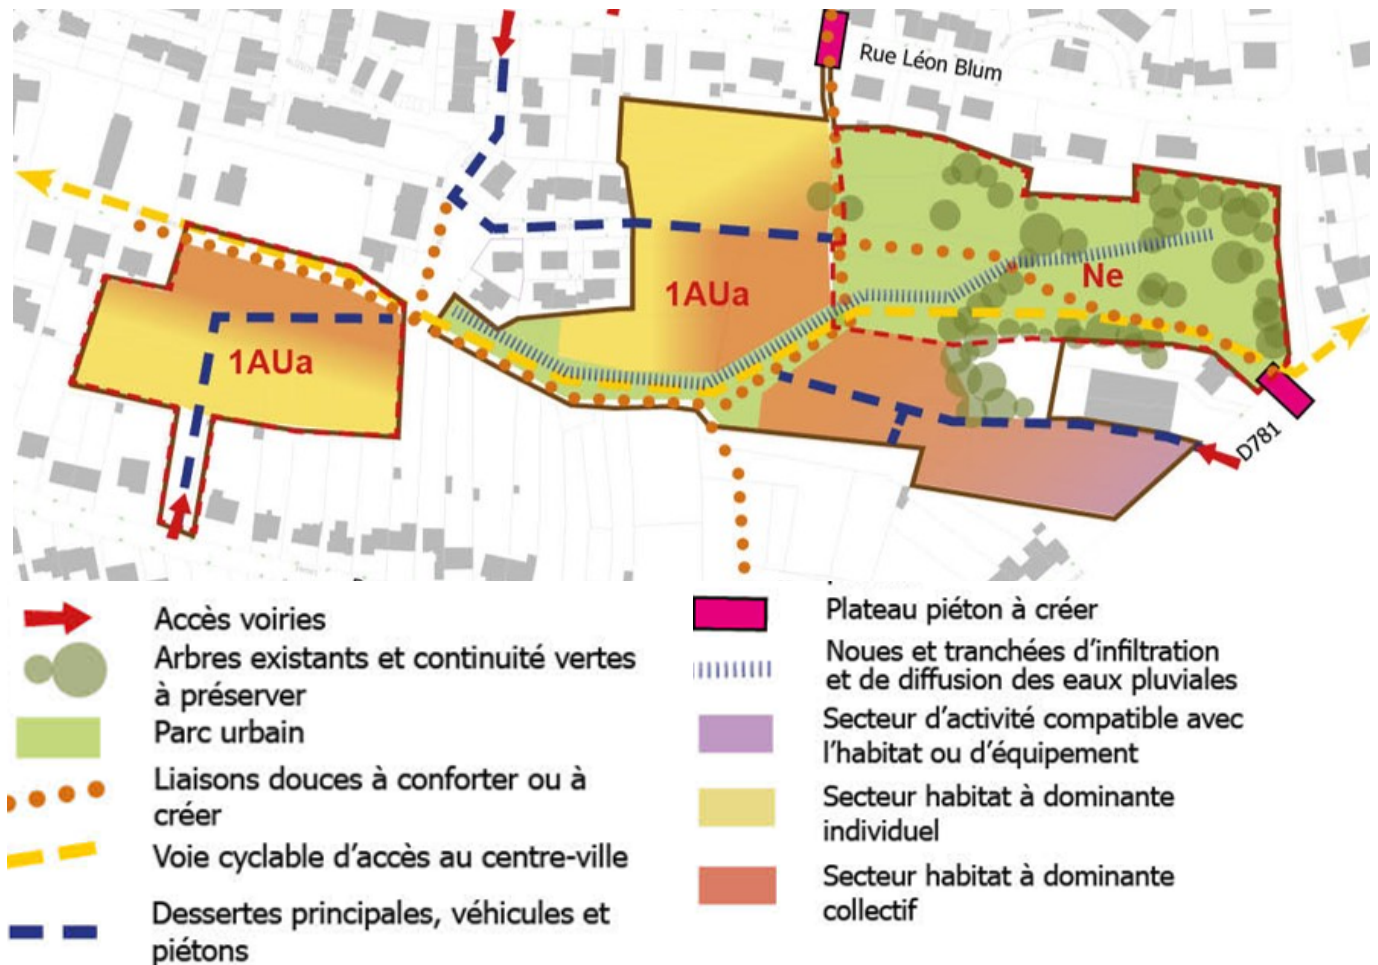 Rue Léon Blum
Ne
1AUa
1AUa
D781
Accès voiries
Arbres existants et continuité vertes
à préserver
Parc urbain
Liaisons douces à conforter ou à
créer
Voie cyclable d'accès au centre-ville
Dessertes principales, véhicules et
piétons
Plateau piéton à créer
Noues et tranchées d'infiltration
et de diffusion des eaux pluviales
Secteur d'activité compatible avec
l'habitat ou d'équipement
Secteur habitat à dominante
individuel
Secteur habitat à dominante
collectif